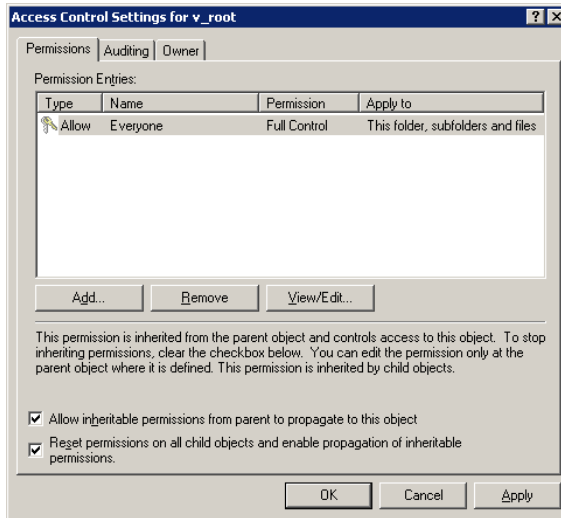 Access Control Settings for v_root
Permissions Auditing Owner
Permission Entries:
Type Name Permission Apply to
Allow Everyone Full Control This folder, subfolders and files
Add... Remove View/Edit...
This permission is inherited from the parent object and controls access to this object. To stop
inheriting permissions, clear the checkbox below. You can edit the permission only at the
parent object where it is defined. This permission is inherited by child objects.
Allow inheritable permissions from parent to propagate to this object
Reset permissions on all child objects and enable propagation of inheritable
permissions.
OK Cancel Apply